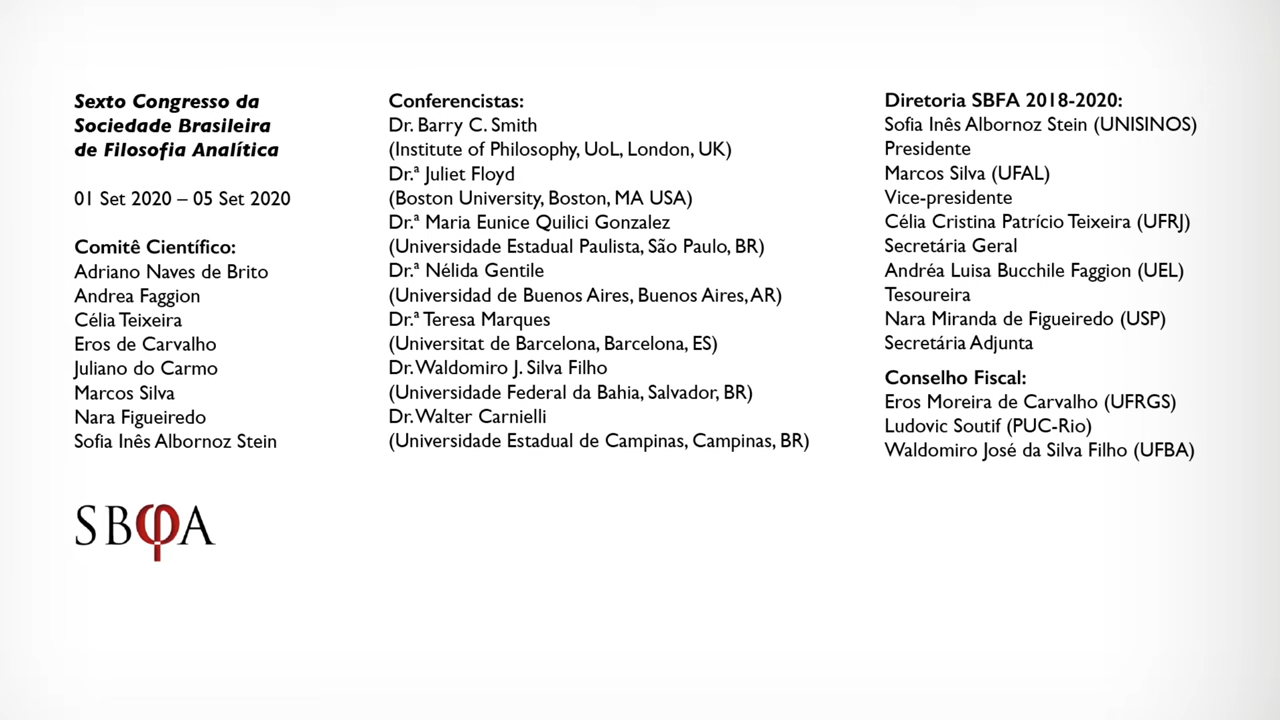 Sexto Congresso da
Sociedade Brasileira
de Filosofia Analítica
01 Set 2020 – 05 Set 2020
Comitê Científico:
Adriano Naves de Brito
Andrea Faggion
Célia Teixeira
Eros de Carvalho
Juliano do Carmo
Marcos Silva
Nara Figueiredo
Sofia Inês Albornoz Stein
SBφA
Conferencistas:
Dr. Barry C. Smith
(Institute of Philosophy, UoL, London, UK)
Dr.ª Juliet Floyd
(Boston University, Boston, MA USA)
Dr.ª Maria Eunice Quilici Gonzalez
(Universidade Estadual Paulista, São Paulo, BR)
Dr.ª Nélida Gentile
(Universidad de Buenos Aires, Buenos Aires, AR)
Dr.ª Teresa Marques
(Universitat de Barcelona, Barcelona, ES)
Dr. Waldomiro J. Silva Filho
(Universidade Federal da Bahia, Salvador, BR)
Dr. Walter Carnielli
(Universidade Estadual de Campinas, Campinas, BR)
Diretoria SBFA 2018-2020:
Sofia Inês Albornoz Stein (UNISINOS)
Presidente
Marcos Silva (UFAL)
Vice-presidente
Célia Cristina Patrício Teixeira (UFRJ)
Secretária Geral
Andréa Luisa Bucchile Faggion (UEL)
Tesoureira
Nara Miranda de Figueiredo (USP)
Secretária Adjunta
Conselho Fiscal:
Eros Moreira de Carvalho (UFRGS)
Ludovic Soutif (PUC-Rio)
Waldomiro José da Silva Filho (UFBA)